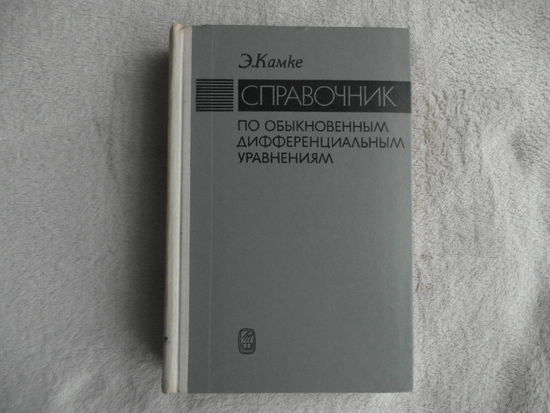 Э.Камке
СПРАВОЧНИК
ПО ОБЫКНОВЕННЫМ
ДИФФЕРЕНЦИАЛЬНЫМ
УРАВНЕНИЯМ